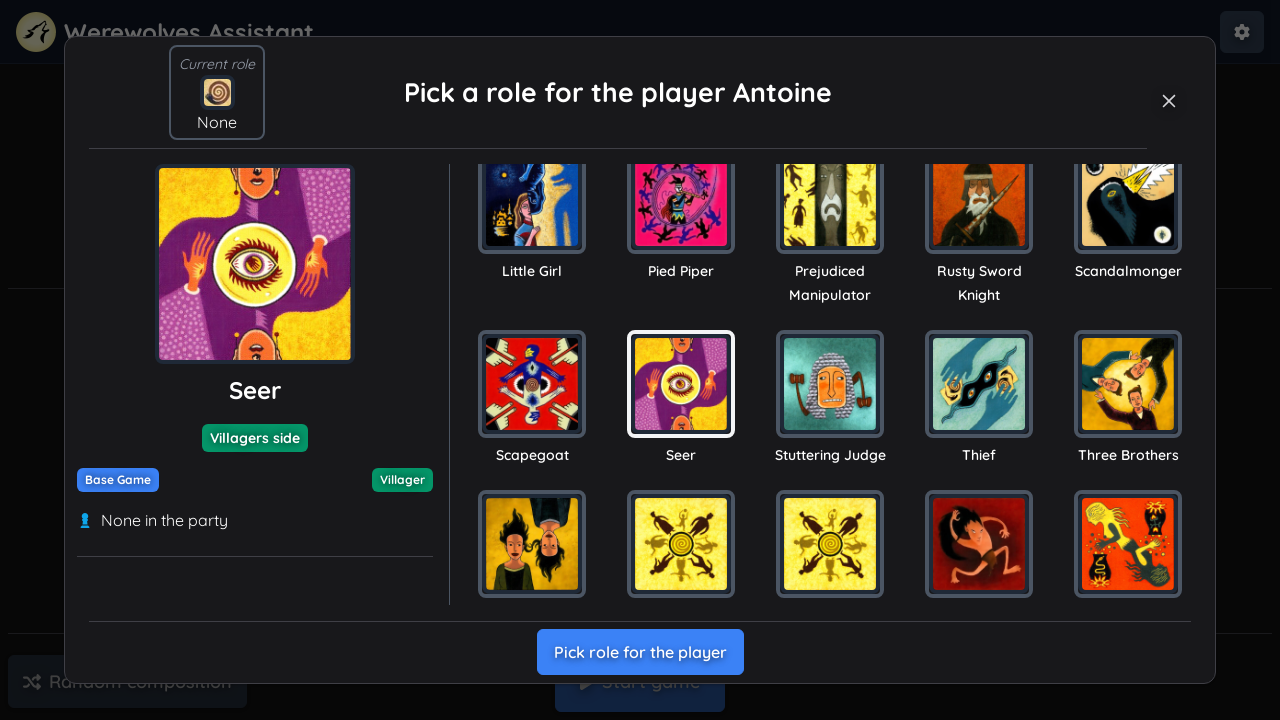 Werewolves Assistant
Current role
None
Pick a role for the player Antoine
Seer
Villagers side
Base Game
Villager
None in the party
Little Girl
Pied Piper
Prejudiced
Manipulator
Rusty Sword
Knight
Scandalmonger
Scapegoat
Seer
Stuttering Judge
Thief
Three Brothers
Pick role for the player
Random composition
Start game